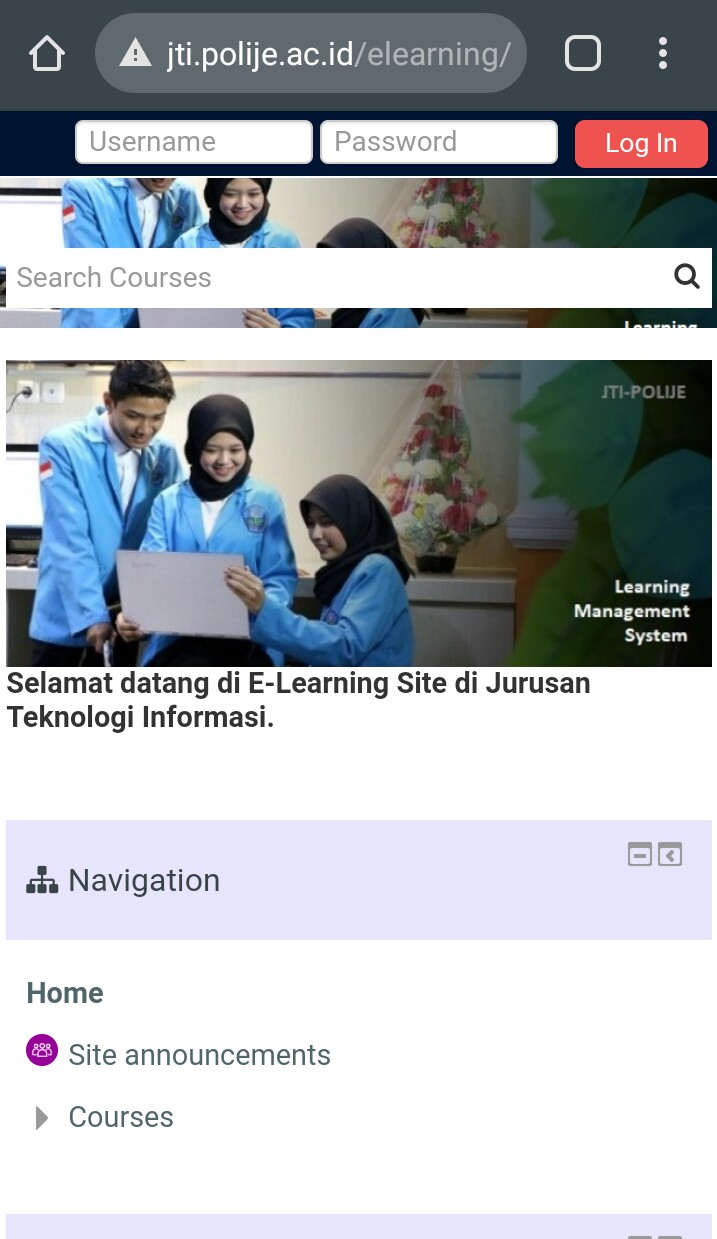 jti.polije.ac.id/elearning/
Username
Password
Log In
Search Courses
Learning
JTI-POLIJE
Learning
Management
System
Selamat datang di E-Learning Site di Jurusan
Teknologi Informasi.
Navigation
Home
Site announcements
Courses